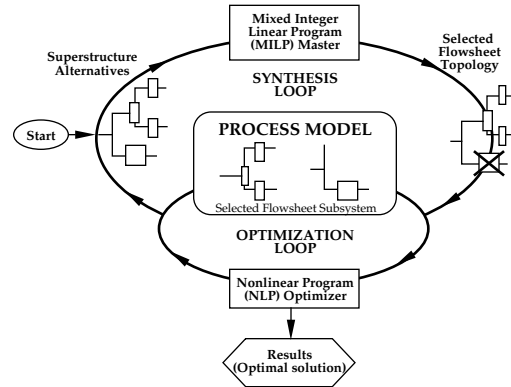 Mixed Integer
Linear Program
(MILP) Master
Superstructure
Alternatives
Selected
Flowsheet
Topology
SYNTHESIS
LOOP
Start
PROCESS MODEL
Selected Flowsheet Subsystem
OPTIMIZATION
LOOP
Nonlinear Program
(NLP) Optimizer
Results
(Optimal solution)